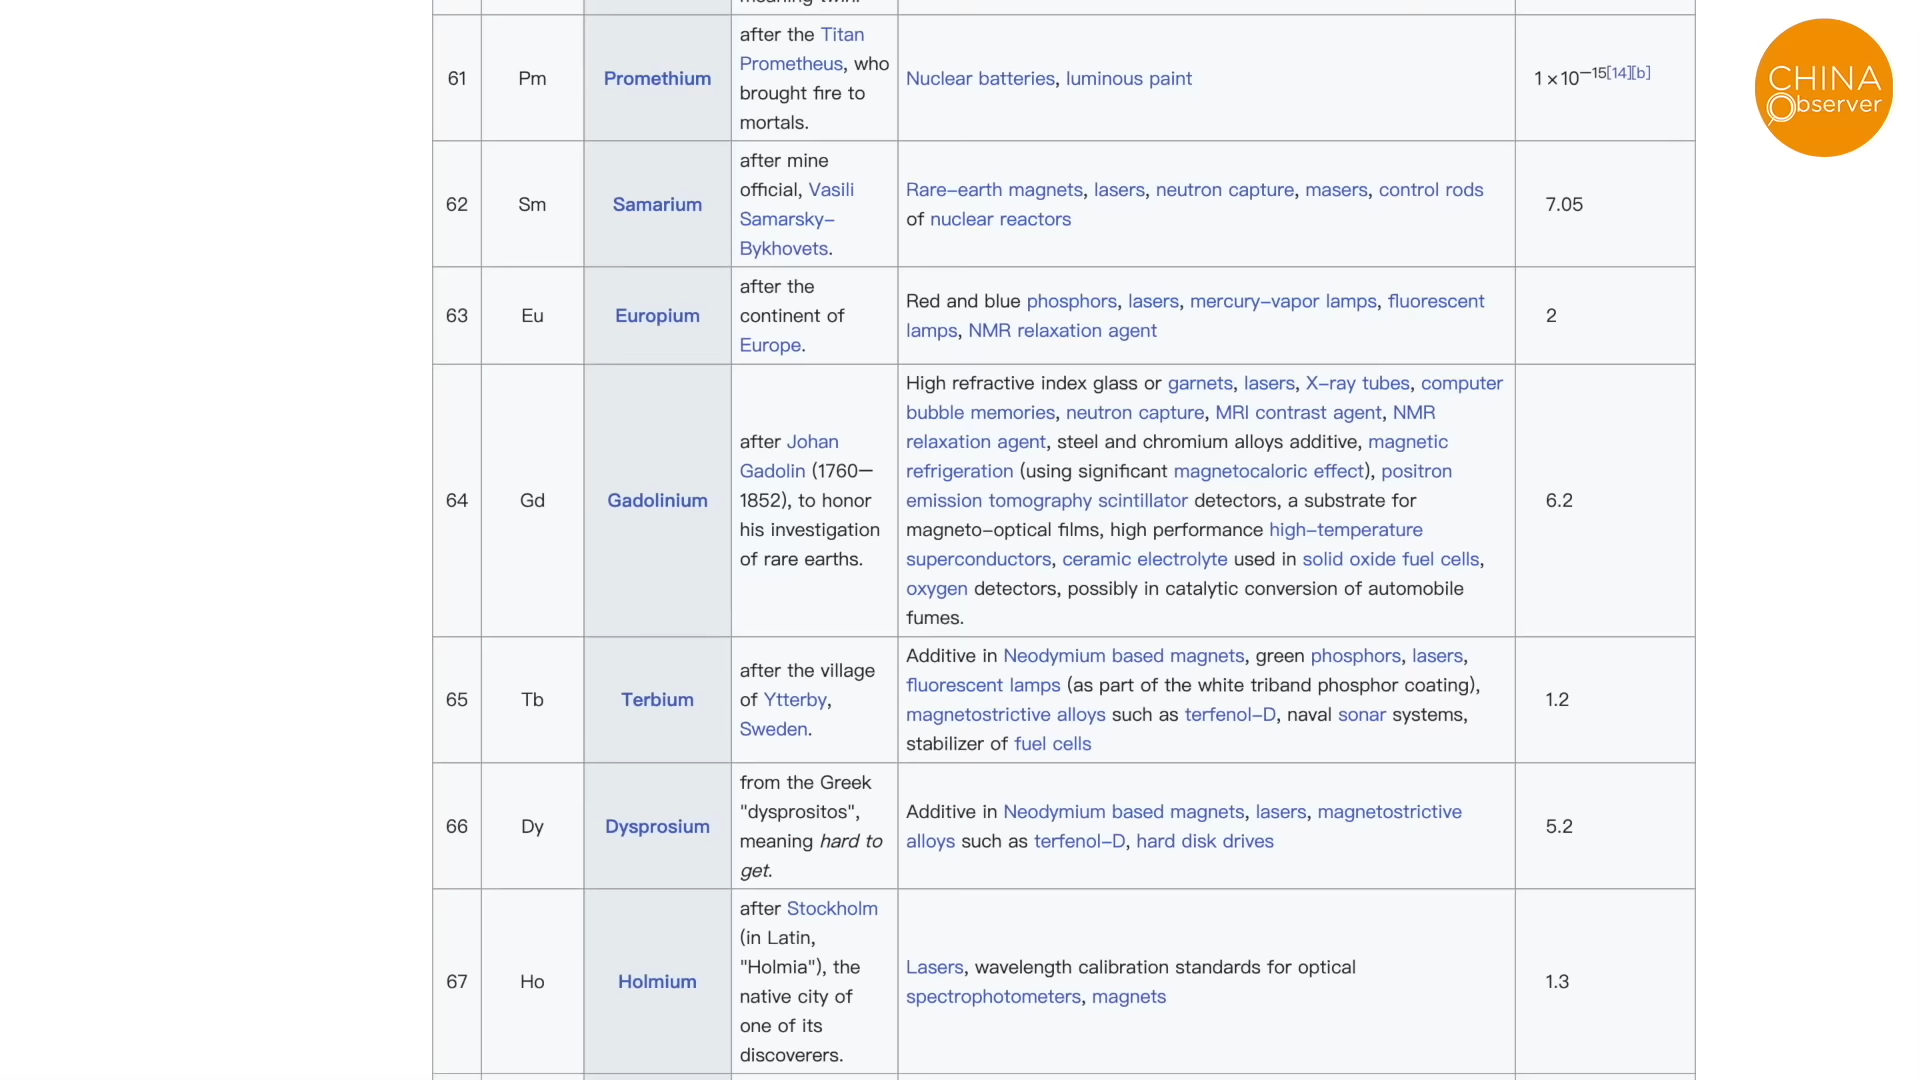 meaning twin.
61 Pm Promethium after the Titan Prometheus, who brought fire to mortals. Nuclear batteries, luminous paint 1×10−15[14][b]
62 Sm Samarium after mine official, Vasili Samarsky-Bykhovets. Rare-earth magnets, lasers, neutron capture, masers, control rods of nuclear reactors 7.05
63 Eu Europium after the continent of Europe. Red and blue phosphors, lasers, mercury-vapor lamps, fluorescent lamps, NMR relaxation agent 2
64 Gd Gadolinium after Johan Gadolin (1760–1852), to honor his investigation of rare earths. High refractive index glass or garnets, lasers, X-ray tubes, computer bubble memories, neutron capture, MRI contrast agent, NMR relaxation agent, steel and chromium alloys additive, magnetic refrigeration (using significant magnetocaloric effect), positron emission tomography scintillator detectors, a substrate for magneto-optical films, high performance high-temperature superconductors, ceramic electrolyte used in solid oxide fuel cells, oxygen detectors, possibly in catalytic conversion of automobile fumes. 6.2
65 Tb Terbium after the village of Ytterby, Sweden. Additive in Neodymium based magnets, green phosphors, lasers, fluorescent lamps (as part of the white triband phosphor coating), magnetostrictive alloys such as terfenol-D, naval sonar systems, stabilizer of fuel cells 1.2
66 Dy Dysprosium from the Greek "dysprositos", meaning hard to get. Additive in Neodymium based magnets, lasers, magnetostrictive alloys such as terfenol-D, hard disk drives 5.2
67 Ho Holmium after Stockholm (in Latin, "Holmia"), the native city of one of its discoverers. Lasers, wavelength calibration standards for optical spectrophotometers, magnets 1.3
CHINA
Observer